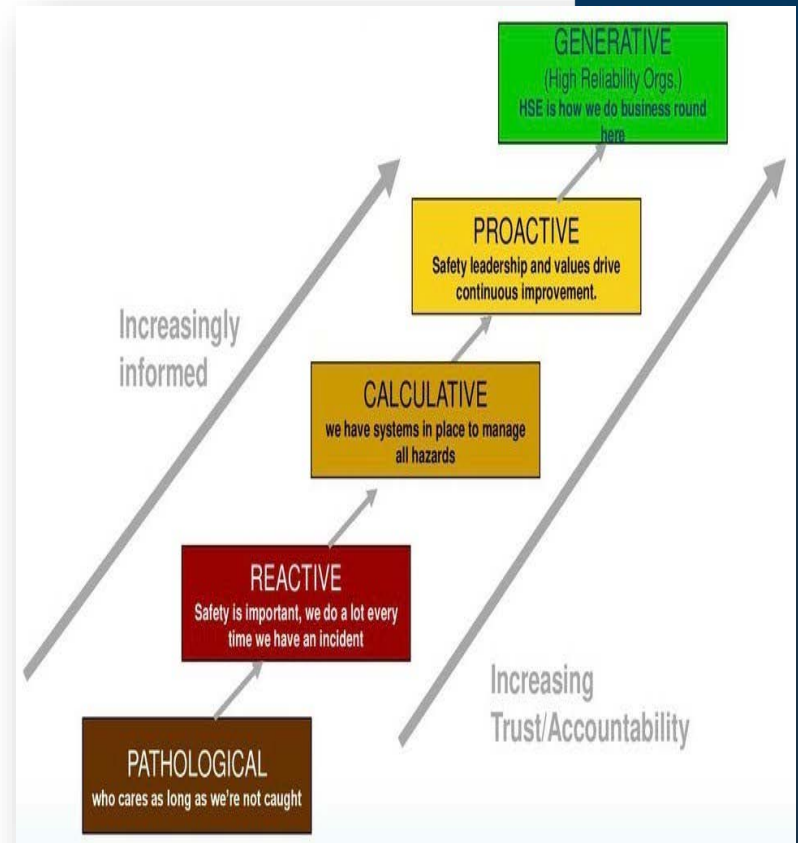 GENERATIVE
(High Reliability Orgs.)
HSE is how we do business round
here
PROACTIVE
Safety leadership and values drive
continuous improvement.
Increasingly
informed
CALCULATIVE
we have systems in place to manage
all hazards
REACTIVE
Safety is important, we do a lot every
time we have an incident
Increasing
Trust/Accountability
PATHOLOGICAL
who cares as long as we're not caught